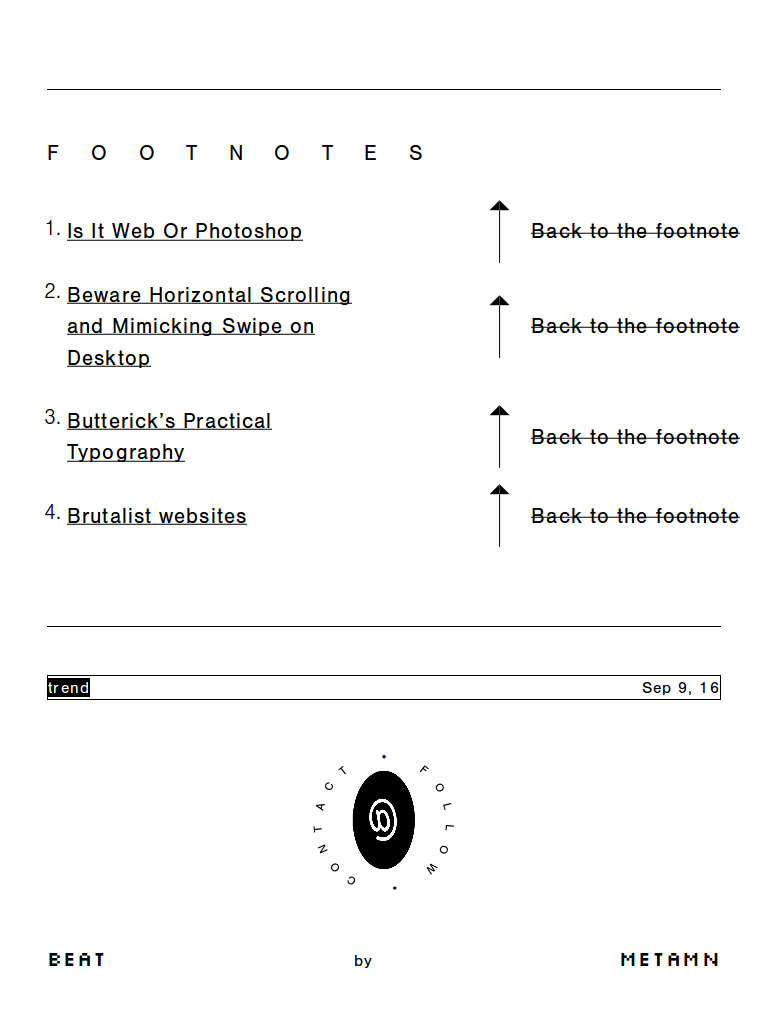 F O O T N O T E S
1. Is It Web Or Photoshop
Back to the footnote
2. Beware Horizontal Scrolling
and Mimicking Swipe on
Desktop
Back to the footnote
3. Butterick’s Practical
Typography
Back to the footnote
4. Brutalist websites
Back to the footnote
trend
Sep 9, 16
CONTACT • FOLLOW •
@
BEAT
by
METAMN